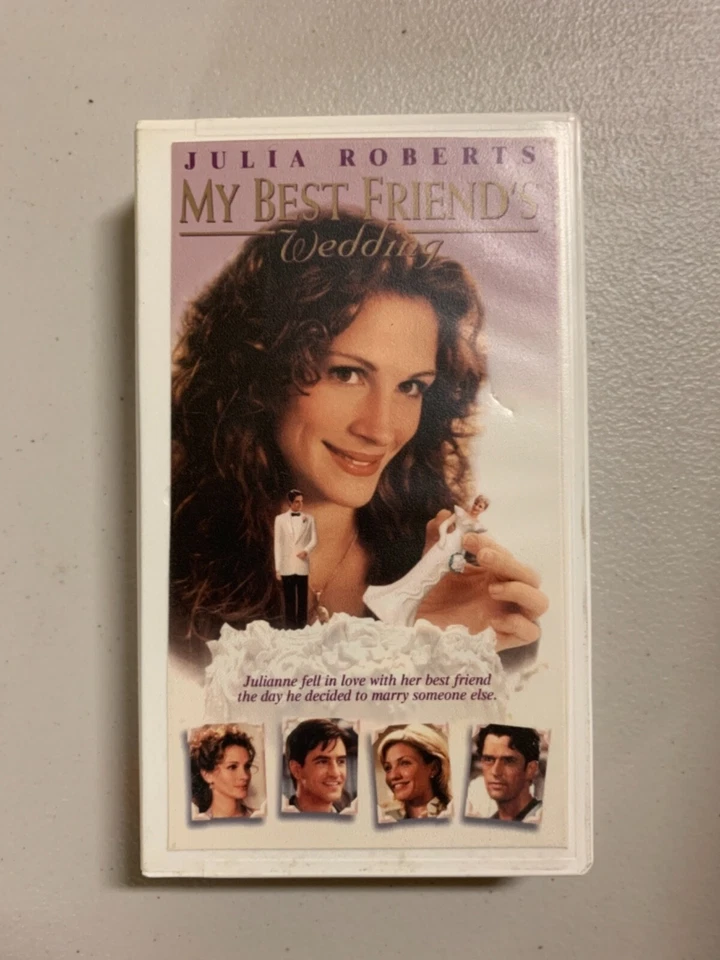 JULIA ROBERTS
MY BEST FRIEND'S
Wedding
Julianne fell in love with her best friend
the day he decided to marry someone else.